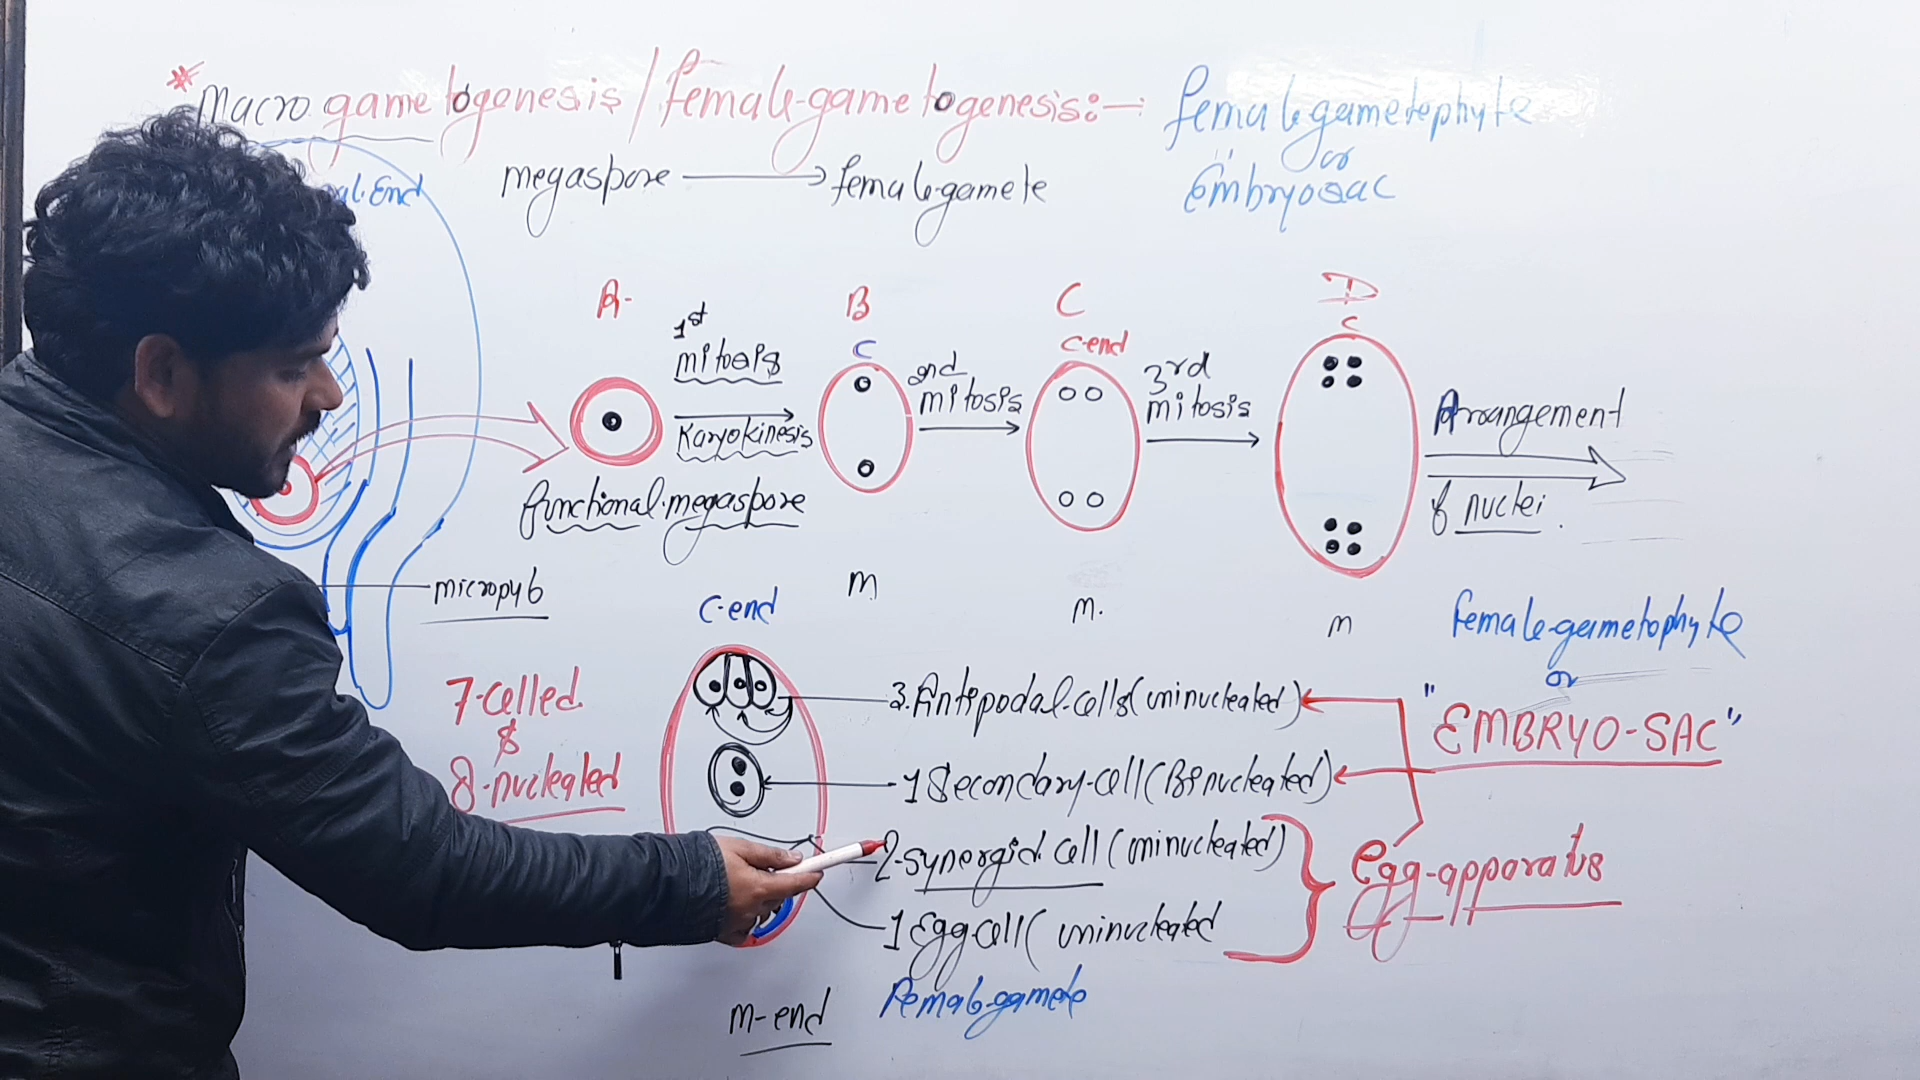 * Macrogametogenesis / female-gametogenesis :- female gametophyte
or
Embryosac
megaspore → female-gamete
End
A-
1st
mitosis
Karyokinesis
functional.megaspore
B
C
2nd
mitosis
m
C
C-end
3rd
mitosis
m.
D
C
m
Arrangement
of nuclei.
micropyle
C-end
7-celled
&
8-nucleated
3.Antipodal-cells(uninucleated)
1 Secondary-cell(Binucleated)
2-synergid.cell (uninucleated)
1 Egg cell( uninucleated
female-gamete
m-end
female-gametophyte
or
"EMBRYO-SAC"
Egg-apparatus